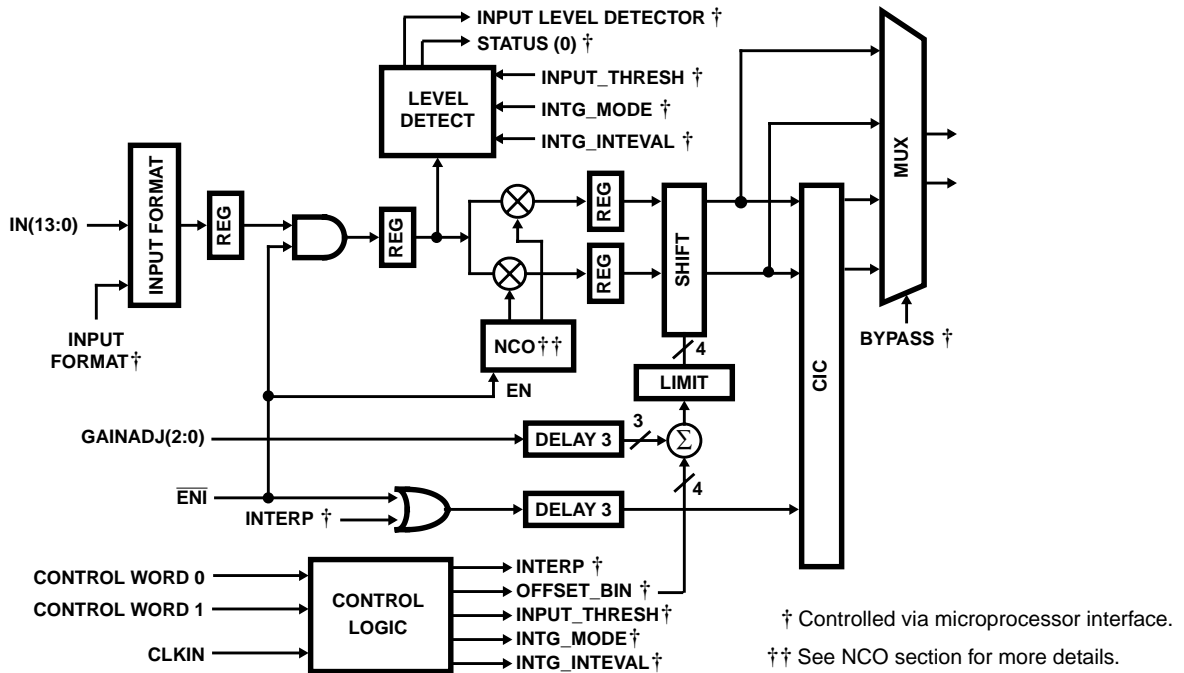 INPUT LEVEL DETECTOR †
STATUS (0) †
LEVEL
DETECT
INPUT_THRESH †
INTG_MODE †
INTG_INTEVAL †
MUX
IN(13:0)
INPUT FORMAT
REG
REG
REG
REG
SHIFT
INPUT
FORMAT †
NCO ††
EN
4
LIMIT
BYPASS †
CIC
GAINADJ(2:0)
DELAY 3
3
Σ
4
ENI
INTERP †
DELAY 3
CONTROL WORD 0
CONTROL WORD 1
CLKIN
CONTROL
LOGIC
INTERP †
OFFSET_BIN †
INPUT_THRESH †
INTG_MODE †
INTG_INTEVAL †
† Controlled via microprocessor interface.
†† See NCO section for more details.